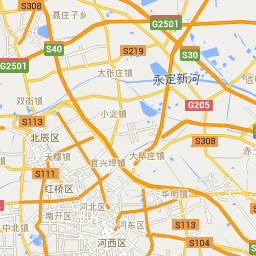 S308
聂庄子乡
G2501
S40
S219
S30
G2501
大张庄镇
永定新河
双街镇
小淀镇
G205
S113
北辰区
S308
天穆镇
宜兴埠镇
大毕庄镇
S111
红桥区
华明镇
河北区
中北镇
南开区
河东区
S113
河西区
S104